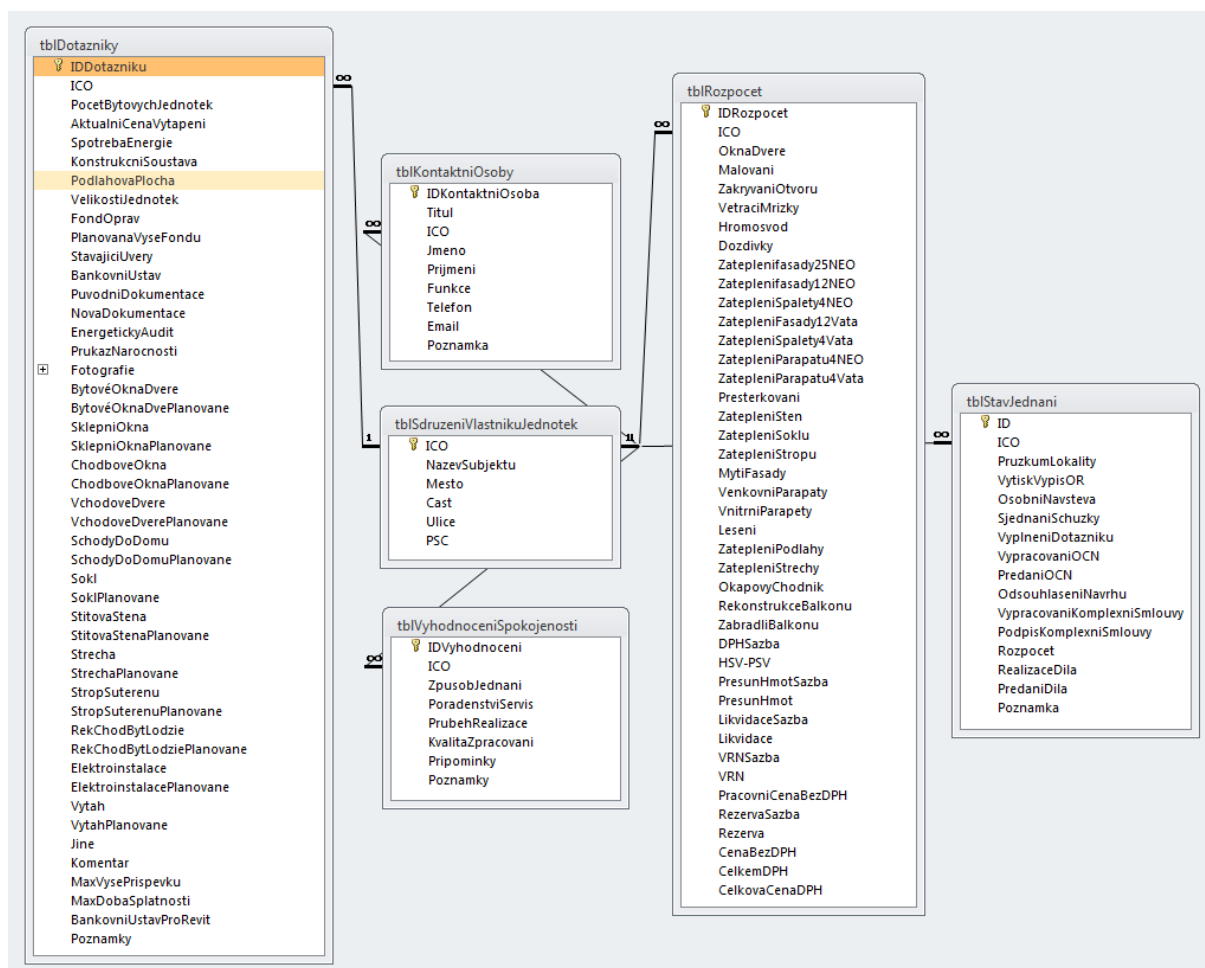 tblDotazniky
IDDotazniku
ICO
PocetBytovychJednotek
AktualniCenaVytapeni
SpotrebaEnergie
KonstrukcniSoustava
PodlahovaPlocha
VelikostiJednotek
FondOprav
PlanovanaVyseFondu
StavajiciUvery
BankovniUstav
PuvodniDokumentace
NovaDokumentace
EnergetickyAudit
PrukazNarocnosti
Fotografie
BytovéOknaDvere
BytovéOknaDvePlanovane
SklepniOkna
SklepniOknaPlanovane
ChodboveOkna
ChodboveOknaPlanovane
VchodoveDvere
VchodoveDverePlanovane
SchodyDoDomu
SchodyDoDomuPlanovane
Sokl
SoklPlanovane
StitovaStena
StitovaStenaPlanovane
Strecha
StrechaPlanovane
StropSuterenu
StropSuterenuPlanovane
RekChodBytLodzie
RekChodBytLodziePlanovane
Elektroinstalace
ElektroinstalacePlanovane
Vytah
VytahPlanovane
Jine
Komentar
MaxVysePrispevku
MaxDobaSplatnosti
BankovniUstavProRevit
Poznamky
∞
1
tblKontaktniOsoby
IDKontaktniOsoba
Titul
ICO
Jmeno
Prijmeni
Funkce
Telefon
Email
Poznamka
∞
tblSdruzeniVlastnikuJednotek
ICO
NazevSubjektu
Mesto
Cast
Ulice
PSC
1
tblVyhodnoceniSpokojenosti
IDVyhodnoceni
ICO
ZpusobJednani
PoradenstviServis
PrubehRealizace
KvalitaZpracovani
Pripominky
Poznamky
∞
∞
tblRozpocet
IDRozpocet
ICO
OknaDvere
Malovani
ZakryvaniOtvoru
VetraciMrizky
Hromosvod
Dozdivky
Zateplenifasady25NEO
Zateplenifasady12NEO
ZatepleniSpalety4NEO
ZatepleniFasady12Vata
ZatepleniSpalety4Vata
ZatepleniParapatu4NEO
ZatepleniParapatu4Vata
Presterkovani
ZatepleniSten
ZatepleniSoklu
ZatepleniStropu
MytiFasady
VenkovniParapaty
VnitrniParapety
Leseni
ZatepleniPodlahy
ZatepleniStrechy
OkapovyChodnik
RekonstrukceBalkonu
ZabradliBalkonu
DPHSazba
HSV-PSV
PresunHmotSazba
PresunHmot
LikvidaceSazba
Likvidace
VRNSazba
VRN
PracovniCenaBezDPH
RezervaSazba
Rezerva
CenaBezDPH
CelkemDPH
CelkovaCenaDPH
∞
tblStavJednani
ID
ICO
PruzkumLokality
VytiskVypisOR
OsobniNavsteva
SjednaniSchuzky
VyplneniDotazniku
VypracovaniOCN
PredaniOCN
OdsouhlaseniNavrhu
VypracovaniKomplexniSmlouvy
PodpisKomplexniSmlouvy
Rozpocet
RealizaceDila
PredaniDila
Poznamka